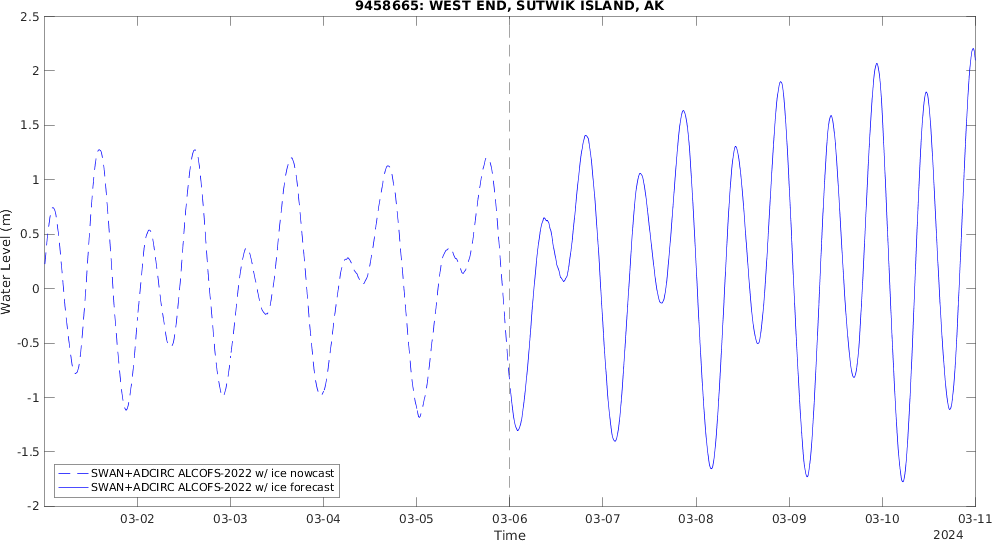 9458665: WEST END, SUTWIK ISLAND, AK
2.5
2
1.5
1
0.5
0
-0.5
-1
-1.5
-2
Water Level (m)
SWAN+ADCIRC ALCOFS-2022 w/ ice nowcast
SWAN+ADCIRC ALCOFS-2022 w/ ice forecast
03-02 03-03 03-04 03-05 03-06 03-07 03-08 03-09 03-10 03-11
Time
2024